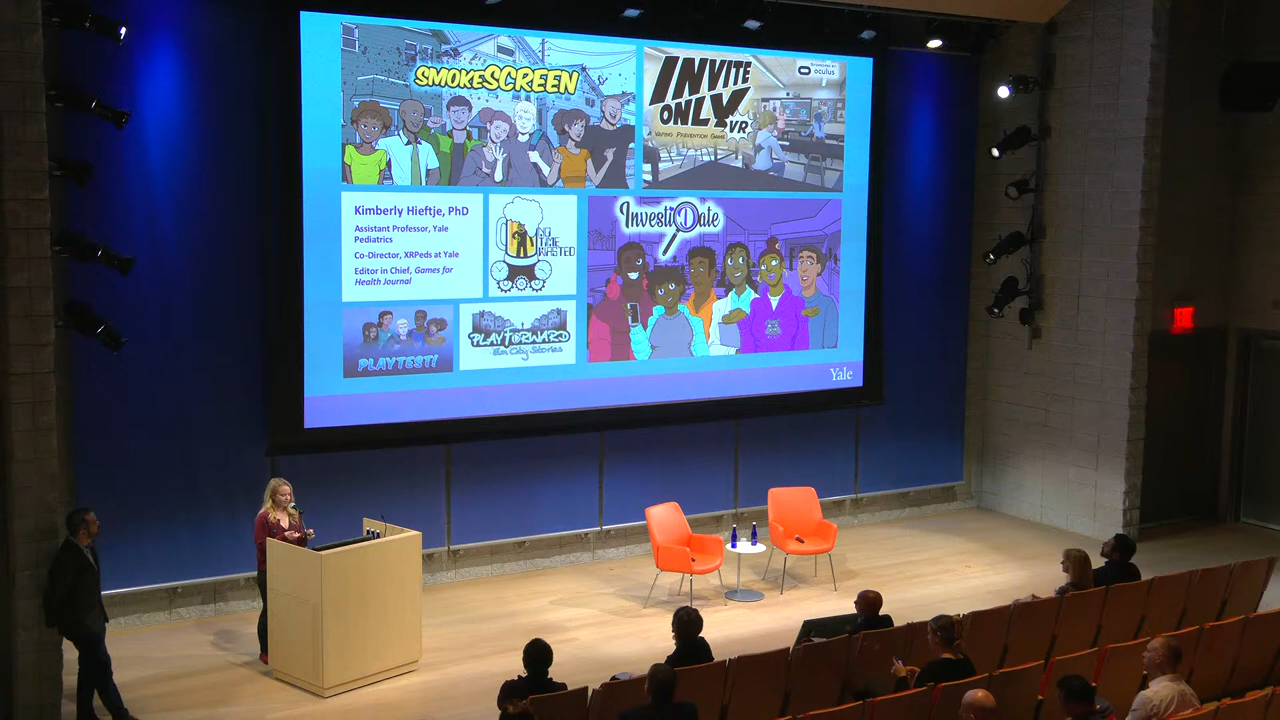 SMOKESCREEN
INVITE
ONLY VR
A VAPING PREVENTION GAME
SPONSORED BY:
oculus
Kimberly Hieftje, PhD
Assistant Professor, Yale
Pediatrics
Co-Director, XRPeds at Yale
Editor in Chief, Games for
Health Journal
NO
TIME
WASTED
INVESTIDATE
PLAYTEST!
PLAY FORWARD
Elm City Stories
Yale